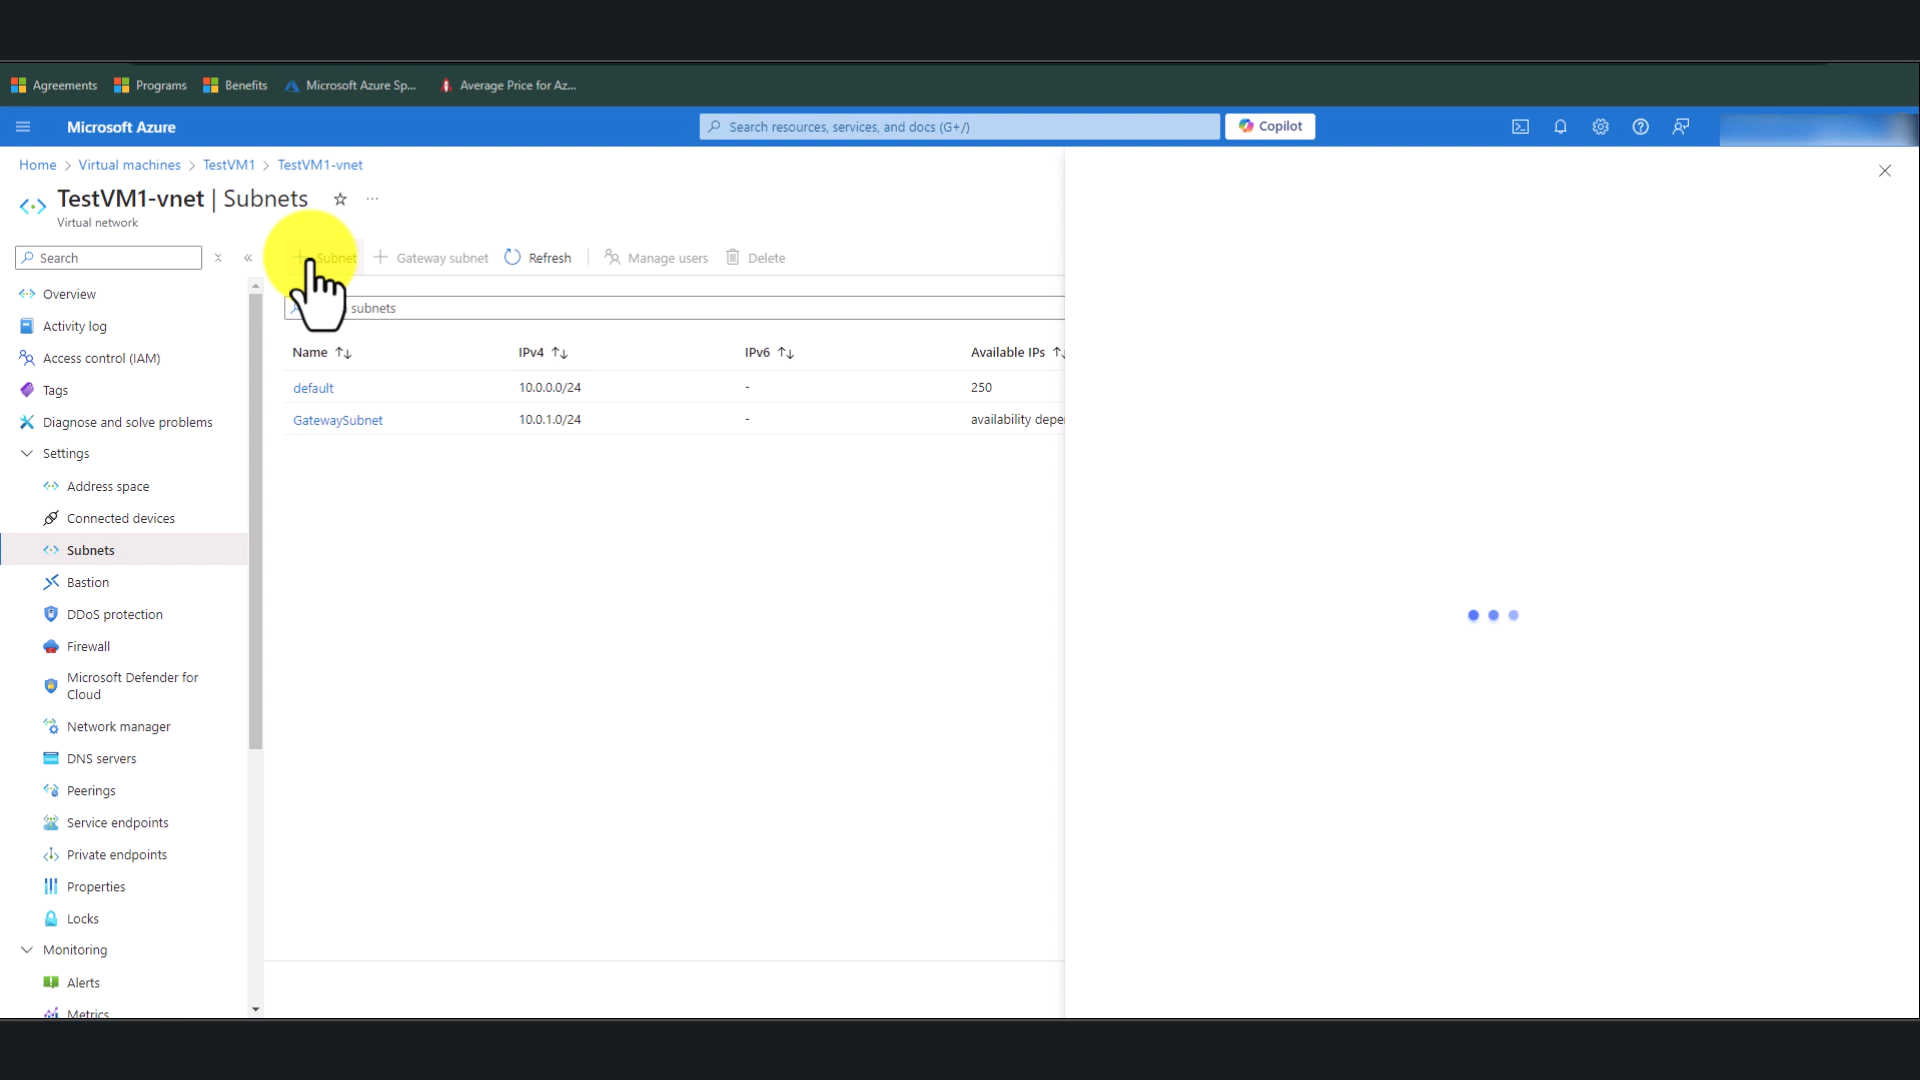 Agreements Programs Benefits Microsoft Azure Sp... Average Price for Az...
Microsoft Azure Search resources, services, and docs (G+/) Copilot
Home > Virtual machines > TestVM1 > TestVM1-vnet
TestVM1-vnet | Subnets ...
Virtual network
Search
Subnet Gateway subnet Refresh Manage users Delete
subnets
Name IPv4 IPv6 Available IPs
default 10.0.0.0/24 - 250
GatewaySubnet 10.0.1.0/24 - availability depe
Overview
Activity log
Access control (IAM)
Tags
Diagnose and solve problems
Settings
Address space
Connected devices
Subnets
Bastion
DDoS protection
Firewall
Microsoft Defender for
Cloud
Network manager
DNS servers
Peerings
Service endpoints
Private endpoints
Properties
Locks
Monitoring
Alerts
Metrics